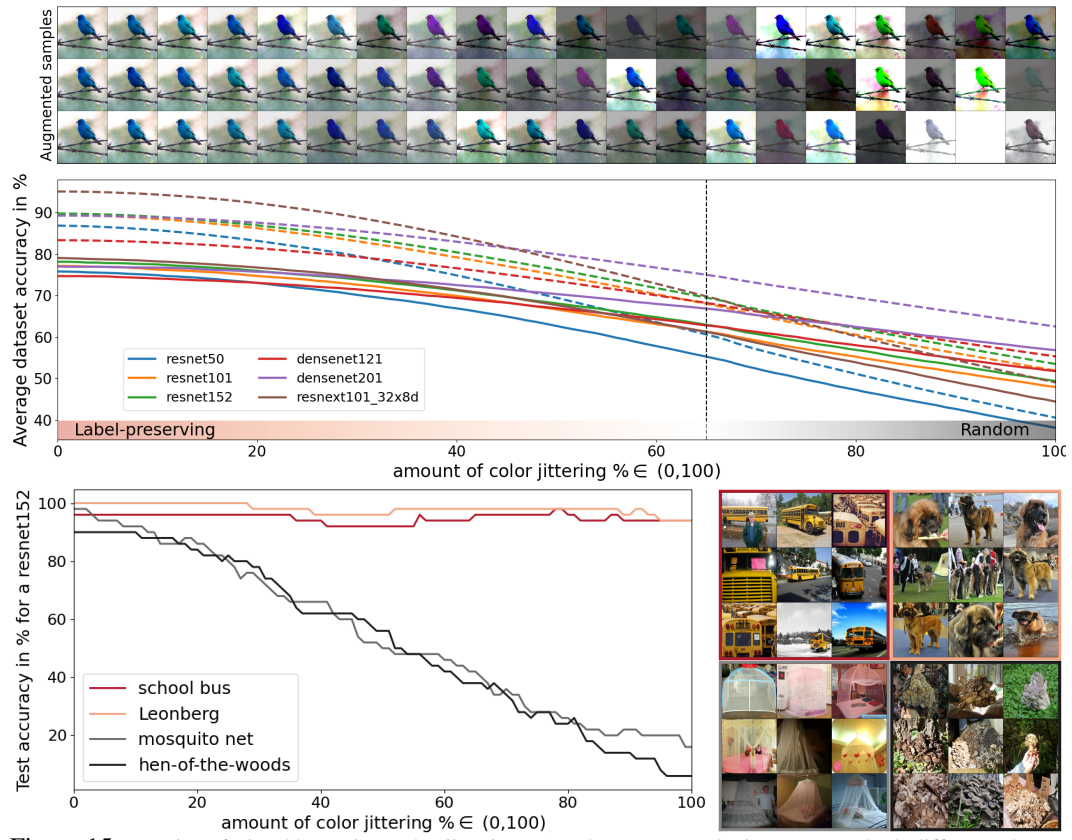 Augmented samples
Average dataset accuracy in %
90
80
70
60
50
40
resnet50
resnet101
resnet152
densenet121
densenet201
resnext101_32x8d
Label-preserving
Random
0 20 40 60 80 100
amount of color jittering %∈ (0,100)
Test accuracy in % for a resnet152
100
80
60
40
20
school bus
Leonberg
mosquito net
hen-of-the-woods
0 20 40 60 80 100
amount of color jittering %∈ (0,100)